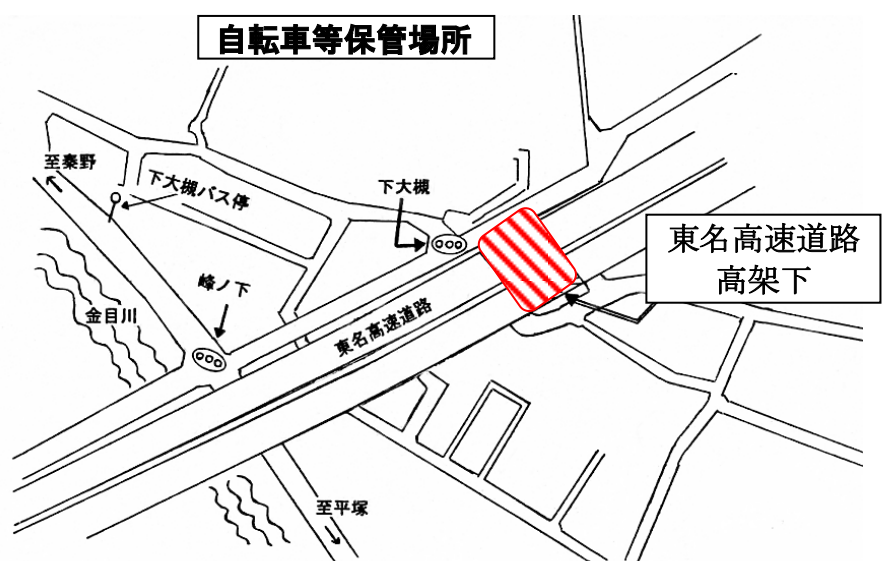 自転車等保管場所
至秦野
下大槻バス停
下大槻
東名高速道路
高架下
峰ノ下
金目川
東名高速道路
至平塚